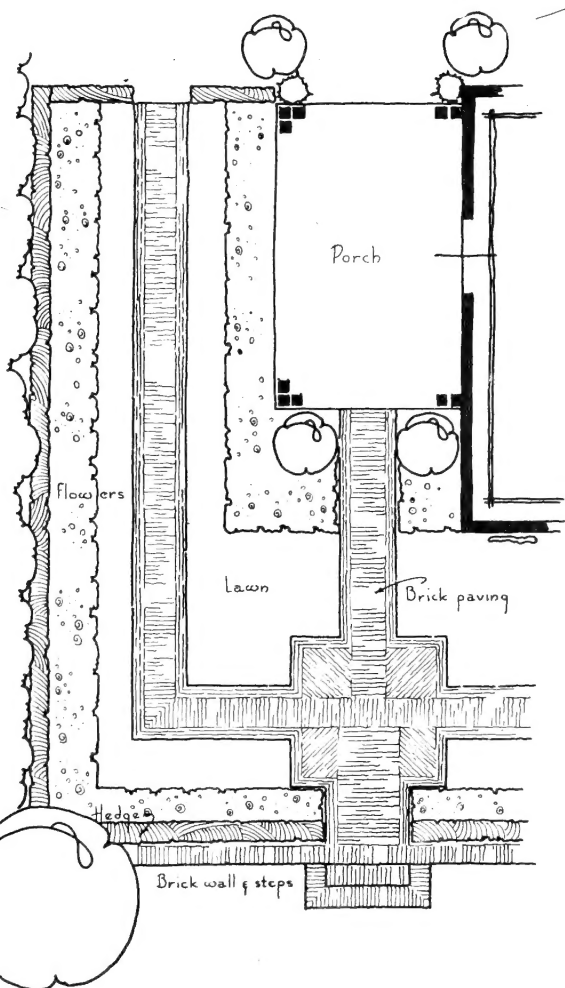 Porch
Flowers
Lawn
Brick paving
Hedge
Brick wall & steps